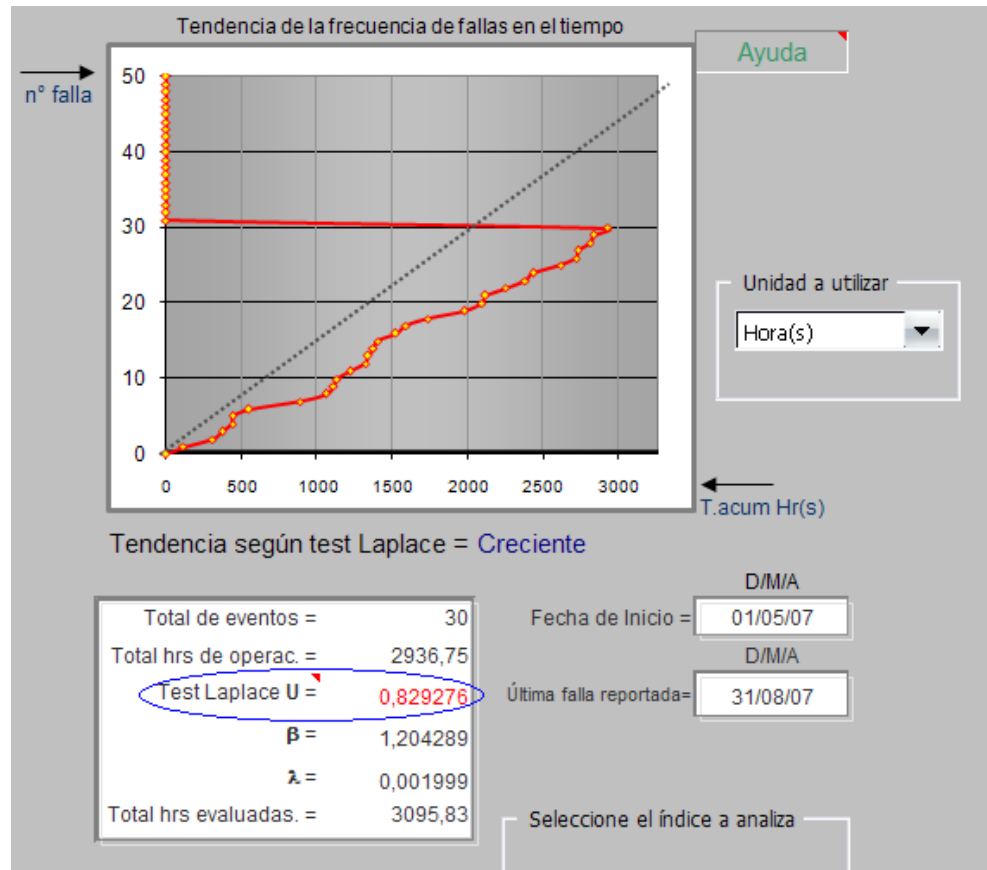 Tendencia de la frecuencia de fallas en el tiempo
Ayuda
n° falla
50
40
30
20
10
0
0 500 1000 1500 2000 2500 3000
T.acum Hr(s)
Unidad a utilizar
Hora(s)
Tendencia según test Laplace = Creciente
Total de eventos = 30
Total hrs de operac. = 2936,75
Test Laplace U = 0,829276
β = 1,204289
λ = 0,001999
Total hrs evaluadas. = 3095,83
D/M/A
Fecha de Inicio = 01/05/07
D/M/A
Última falla reportada= 31/08/07
Seleccione el índice a analiza